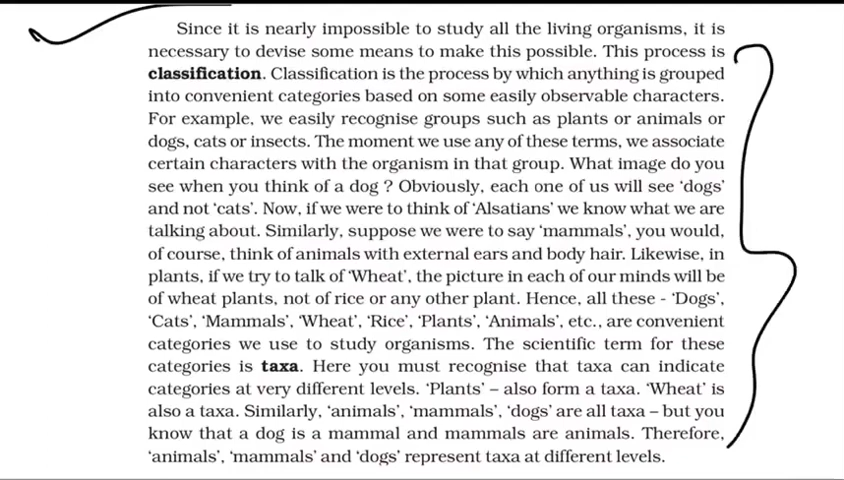 Since it is nearly impossible to study all the living organisms, it is
necessary to devise some means to make this possible. This process is
classification. Classification is the process by which anything is grouped
into convenient categories based on some easily observable characters.
For example, we easily recognise groups such as plants or animals or
dogs, cats or insects. The moment we use any of these terms, we associate
certain characters with the organism in that group. What image do you
see when you think of a dog ? Obviously, each one of us will see ‘dogs’
and not ‘cats’. Now, if we were to think of ‘Alsatians’ we know what we are
talking about. Similarly, suppose we were to say ‘mammals’, you would,
of course, think of animals with external ears and body hair. Likewise, in
plants, if we try to talk of ‘Wheat’, the picture in each of our minds will be
of wheat plants, not of rice or any other plant. Hence, all these - ‘Dogs’,
‘Cats’, ‘Mammals’, ‘Wheat’, ‘Rice’, ‘Plants’, ‘Animals’, etc., are convenient
categories we use to study organisms. The scientific term for these
categories is taxa. Here you must recognise that taxa can indicate
categories at very different levels. ‘Plants’ – also form a taxa. ‘Wheat’ is
also a taxa. Similarly, ‘animals’, ‘mammals’, ‘dogs’ are all taxa – but you
know that a dog is a mammal and mammals are animals. Therefore,
‘animals’, ‘mammals’ and ‘dogs’ represent taxa at different levels.